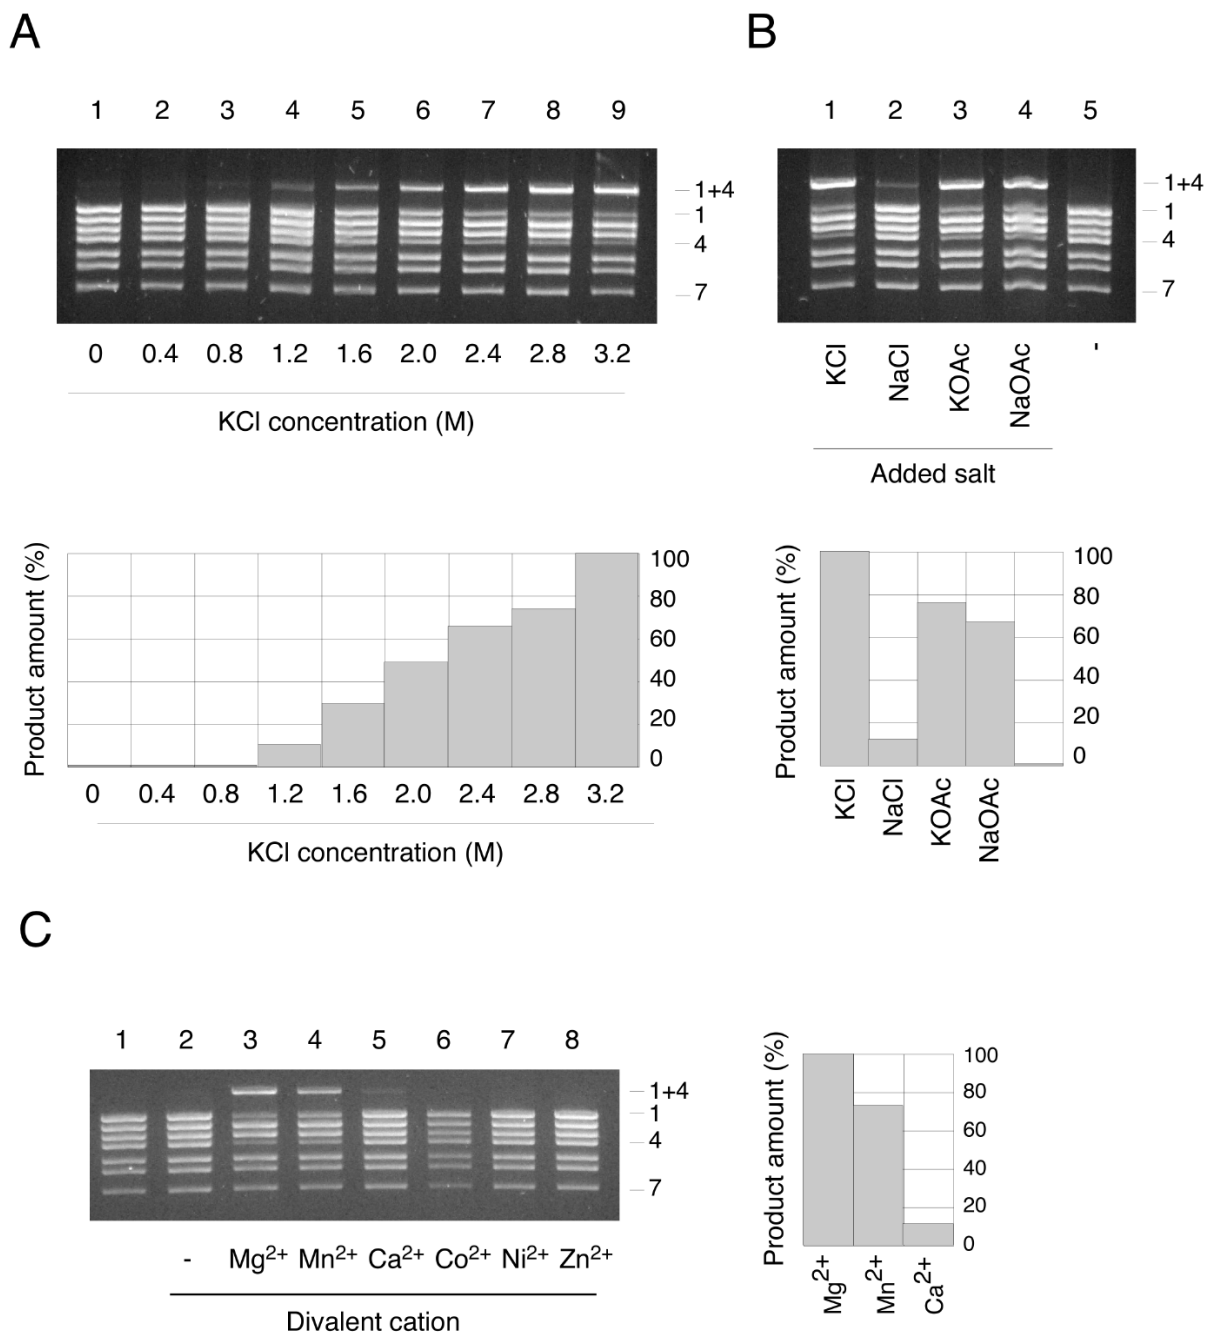 A
1 2 3 4 5 6 7 8 9
1+4
1
4
7
0 0.4 0.8 1.2 1.6 2.0 2.4 2.8 3.2
KCl concentration (M)
Product amount (%)
100
80
60
40
20
0
0 0.4 0.8 1.2 1.6 2.0 2.4 2.8 3.2
KCl concentration (M)
B
1 2 3 4 5
1+4
1
4
7
KCl NaCl KOAc NaOAc -
Added salt
Product amount (%)
100
80
60
40
20
0
KCl NaCl KOAc NaOAc
C
1 2 3 4 5 6 7 8
1+4
1
4
7
- Mg2+ Mn2+ Ca2+ Co2+ Ni2+ Zn2+
Divalent cation
Product amount (%)
100
80
60
40
20
0
Mg2+ Mn2+ Ca2+